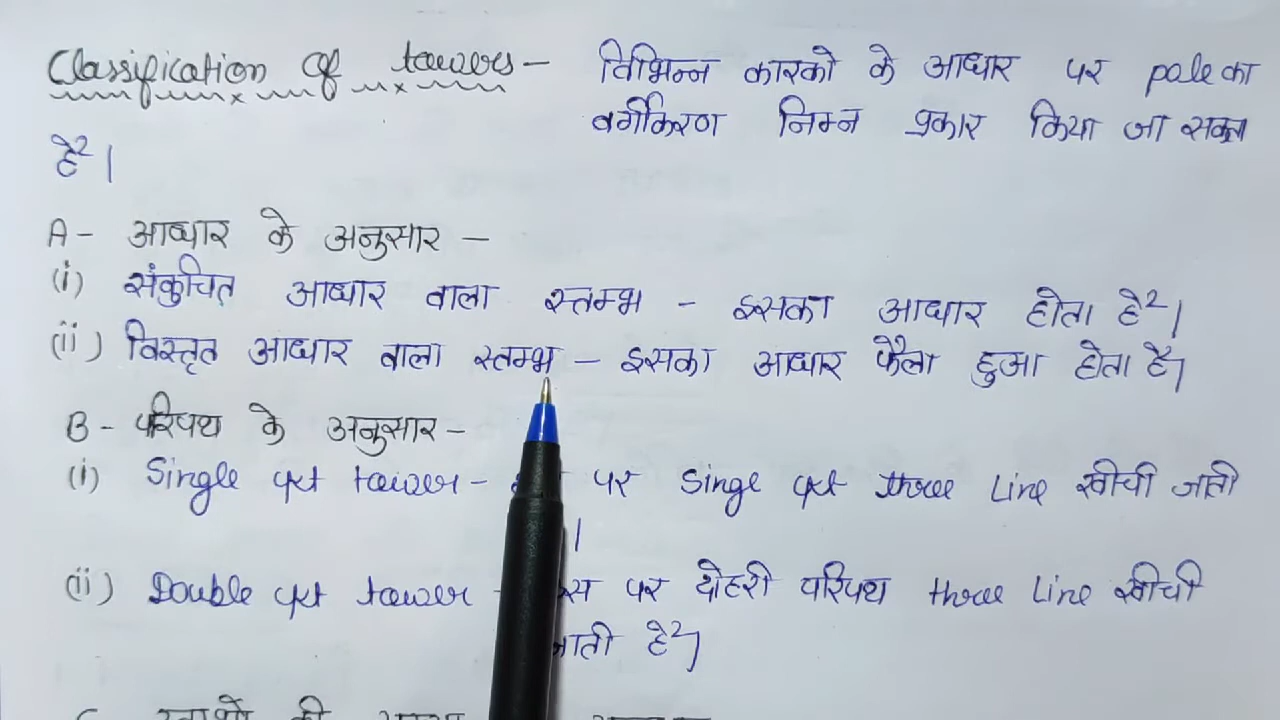 Classification of towers - विभिन्न कारको के आधार पर pole का
वर्गीकरण निम्न प्रकार किया जा सकता
है।
A - आधार के अनुसार -
(i) संकुचित आधार वाला स्तम्भ - इसका आधार होता है।
(ii) विस्तृत आधार वाला स्तम्भ - इसका आधार फैला हुआ होता है।
B - परिपथ के अनुसार -
(i) Single ckt tower - पर Singe ckt three Line खीची जाती
।
(ii) Double ckt tower - पर दोहरी परिपथ three Line खीची
जाती है।
C